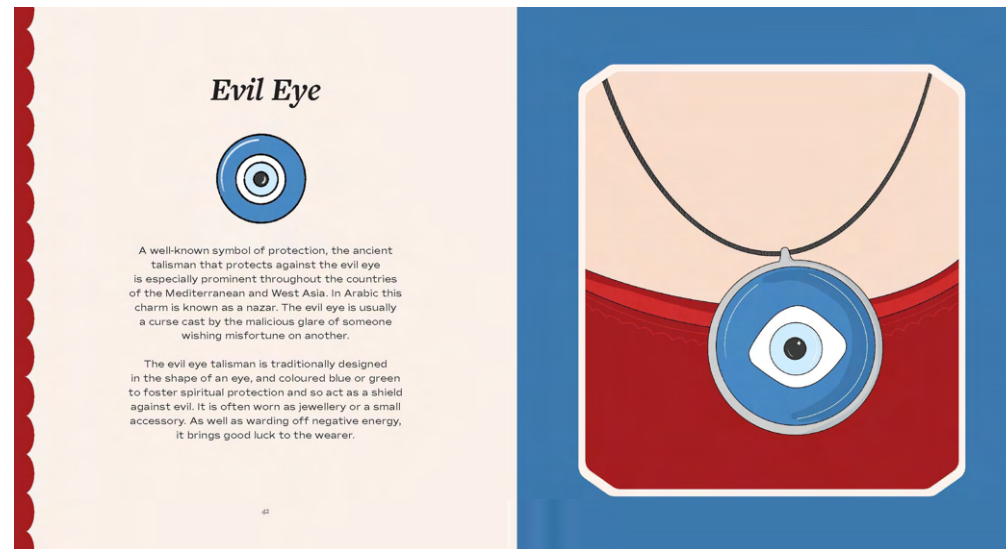 Evil Eye
A well-known symbol of protection, the ancient
talisman that protects against the evil eye
is especially prominent throughout the countries
of the Mediterranean and West Asia. In Arabic this
charm is known as a nazar. The evil eye is usually
a curse cast by the malicious glare of someone
wishing misfortune on another.
The evil eye talisman is traditionally designed
in the shape of an eye, and coloured blue or green
to foster spiritual protection and so act as a shield
against evil. It is often worn as jewellery or a small
accessory. As well as warding off negative energy,
it brings good luck to the wearer.
42